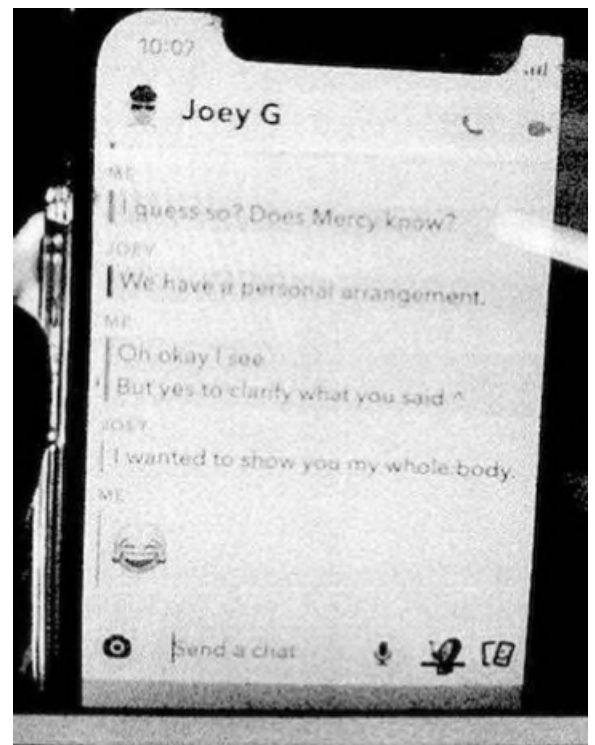 10:07
Joey G
ME
I guess so? Does Mercy know?
JOEY
We have a personal arrangement.
ME
Oh okay I see
But yes to clarify what you said ^
JOEY
I wanted to show you my whole body.
ME
Send a chat